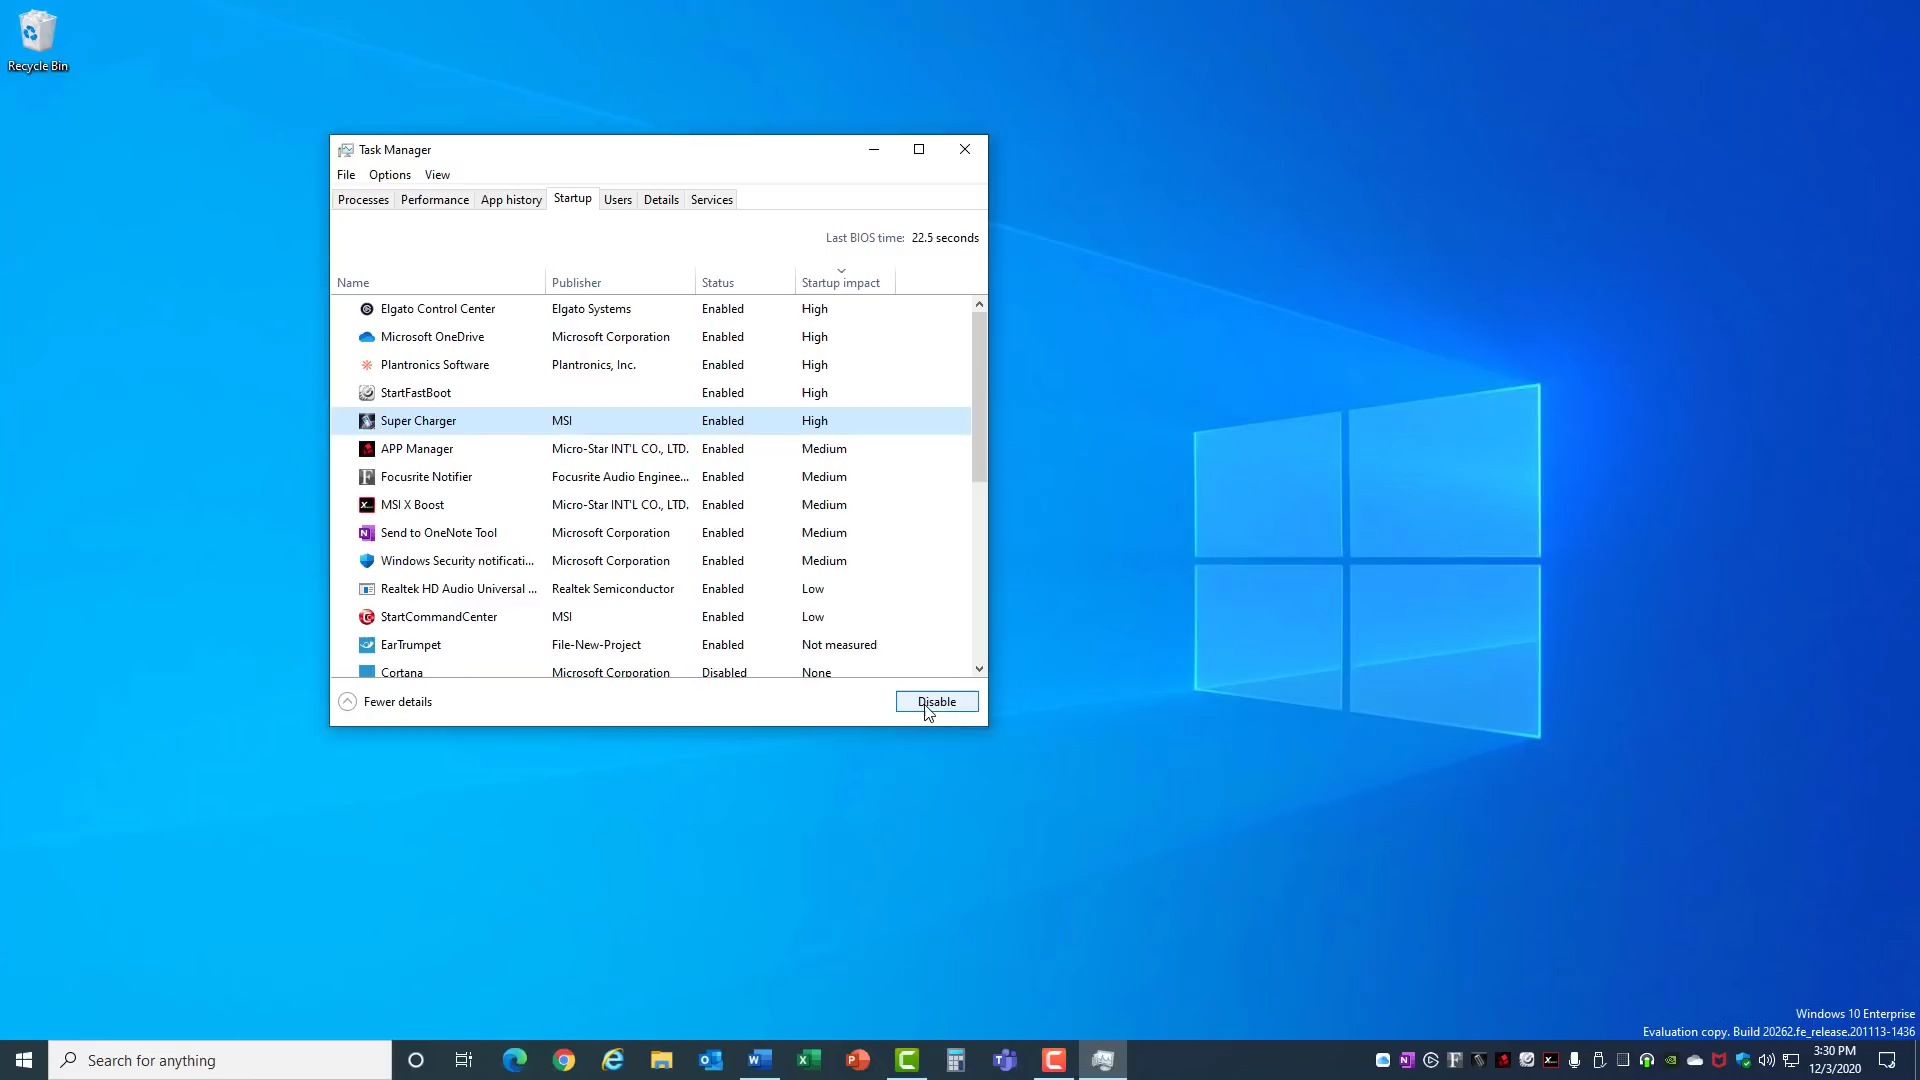 Recycle Bin
Task Manager
File Options View
Processes Performance App history Startup Users Details Services
Last BIOS time: 22.5 seconds
Name Publisher Status Startup impact
Elgato Control Center Elgato Systems Enabled High
Microsoft OneDrive Microsoft Corporation Enabled High
Plantronics Software Plantronics, Inc. Enabled High
StartFastBoot Enabled High
Super Charger MSI Enabled High
APP Manager Micro-Star INT'L CO., LTD. Enabled Medium
Focusrite Notifier Focusrite Audio Enginee... Enabled Medium
MSI X Boost Micro-Star INT'L CO., LTD. Enabled Medium
Send to OneNote Tool Microsoft Corporation Enabled Medium
Windows Security notificati... Microsoft Corporation Enabled Medium
Realtek HD Audio Universal ... Realtek Semiconductor Enabled Low
StartCommandCenter MSI Enabled Low
EarTrumpet File-New-Project Enabled Not measured
Cortana Microsoft Corporation Disabled None
Fewer details Disable
Windows 10 Enterprise
Evaluation copy. Build 20262.fe_release.201113-1436
Search for anything
3:30 PM
12/3/2020